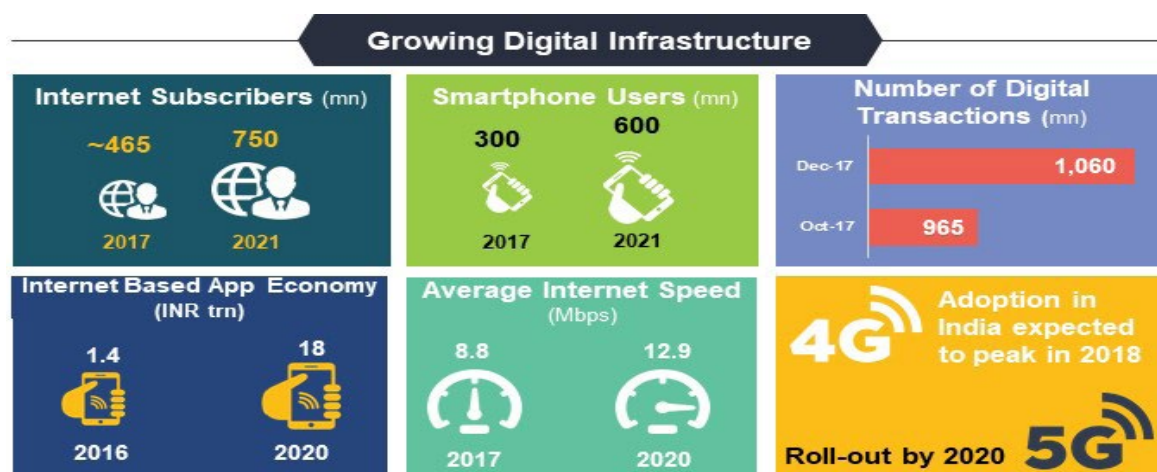 Growing Digital Infrastructure
Internet Subscribers (mn)
~465
750
2017
2021
Smartphone Users (mn)
300
600
2017
2021
Number of Digital
Transactions (mn)
Dec-17
1,060
Oct-17
965
Internet Based App Economy
(INR trn)
1.4
18
2016
2020
Average Internet Speed
(Mbps)
8.8
12.9
2017
2020
4G
Adoption in
India expected
to peak in 2018
Roll-out by 2020
5G